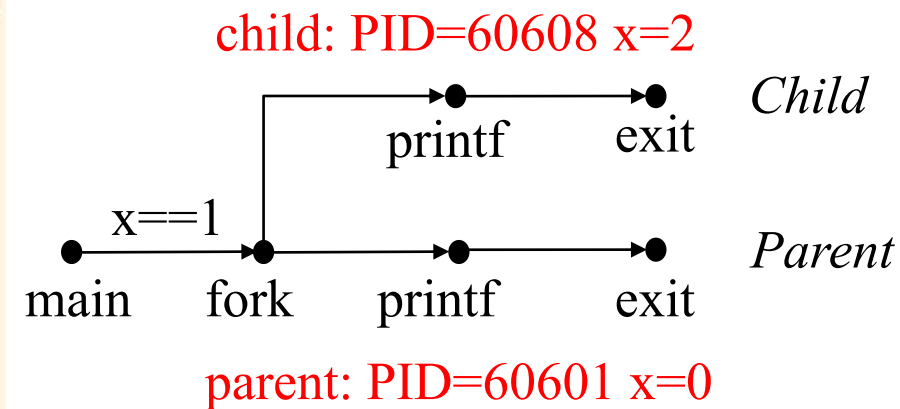 child: PID=60608 x=2
Child
printf
exit
x==1
Parent
main
fork
printf
exit
parent: PID=60601 x=0